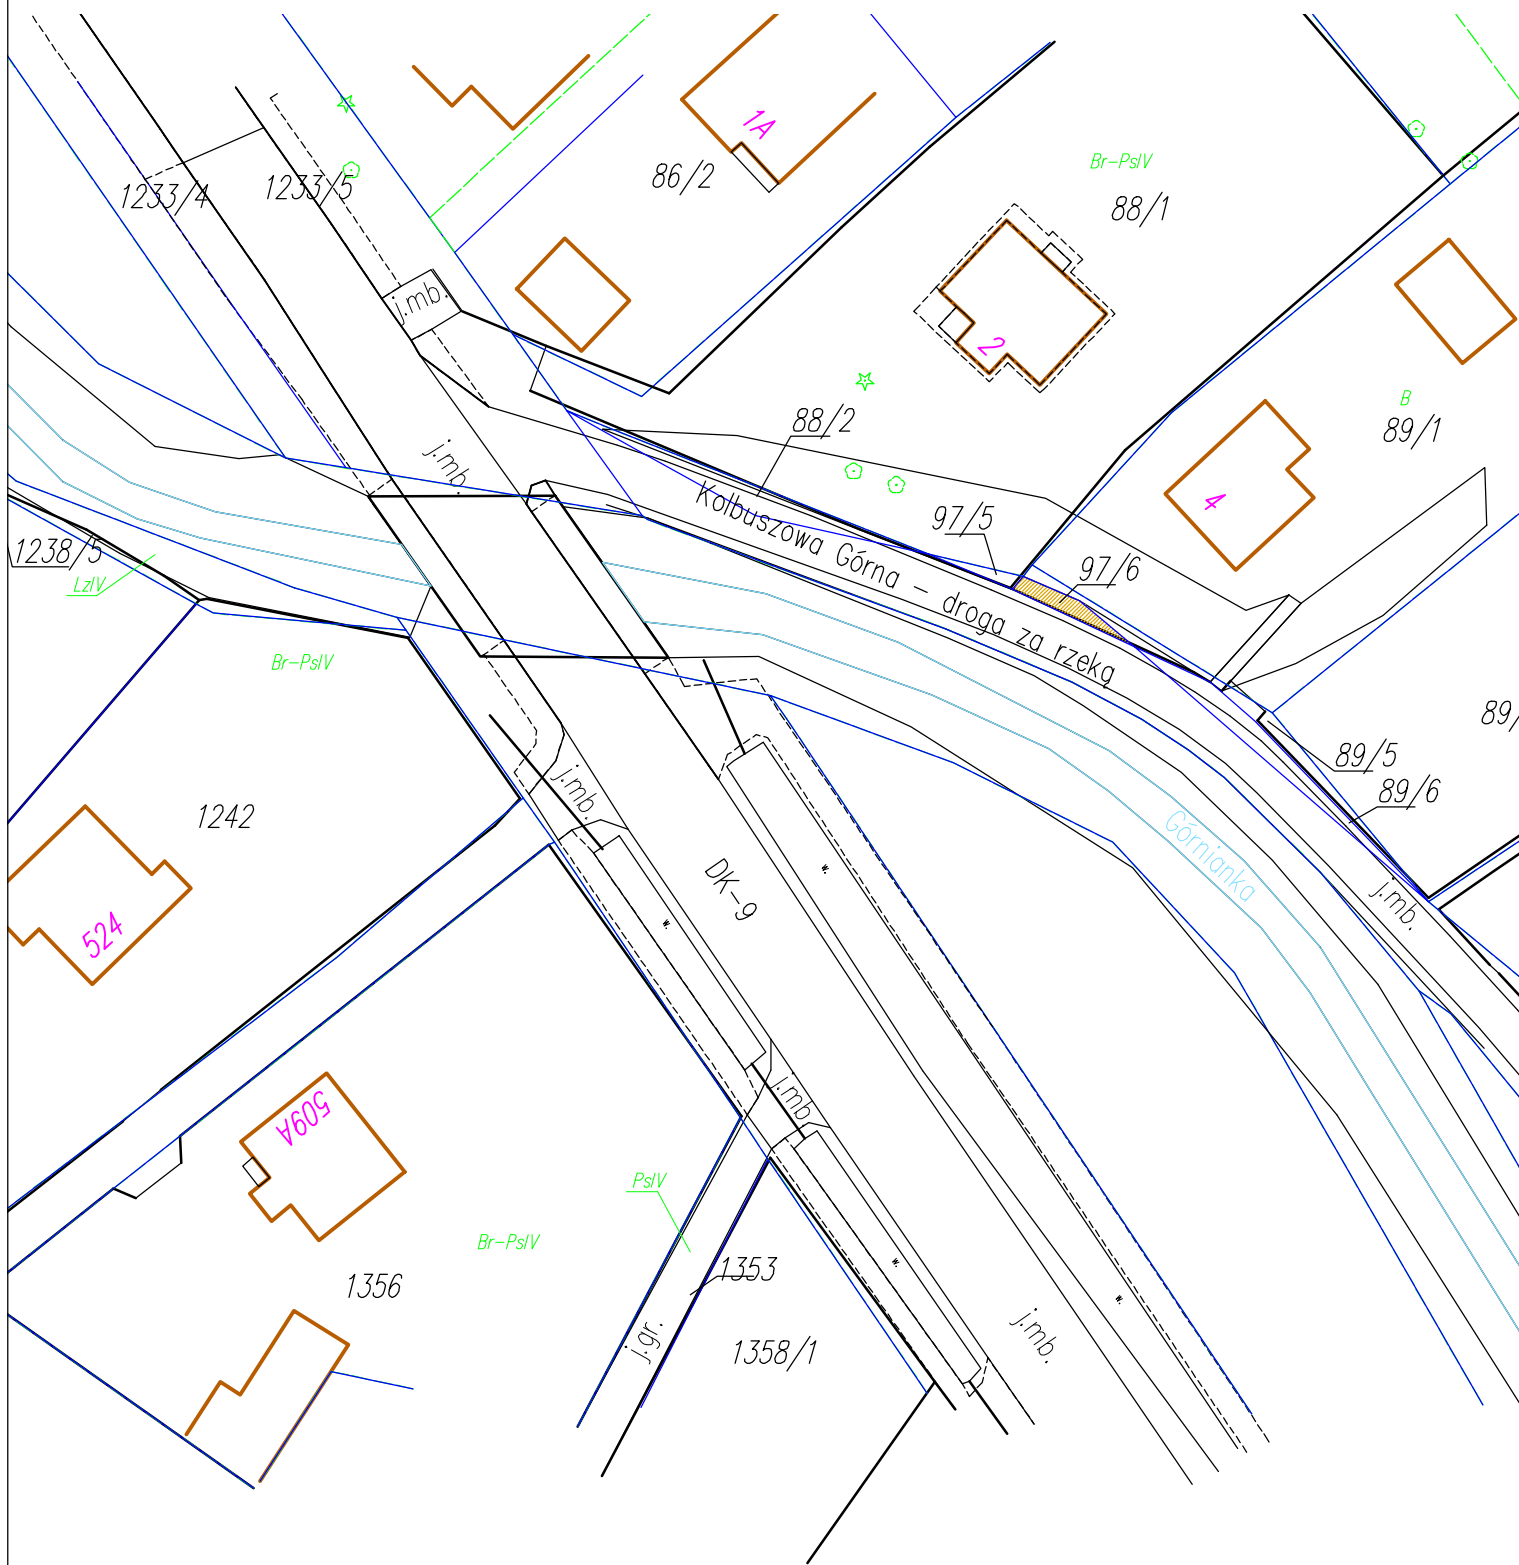 1A
1233/4
1233/5
86/2
Br-PsIV
88/1
j.mb.
2
B
89/1
88/2
j.mb.
4
Kolbuszowa Górna - droga za rzeką
97/5
97/6
1238/5
LzIV
Br-PsIV
89/
89/5
89/6
j.mb.
1242
Górnianka
DK-9
w.
j.mb.
524
w.
j.mb.
509A
PsIV
Br-PsIV
1353
w.
1356
w.
j.gr.
1358/1
j.mb.